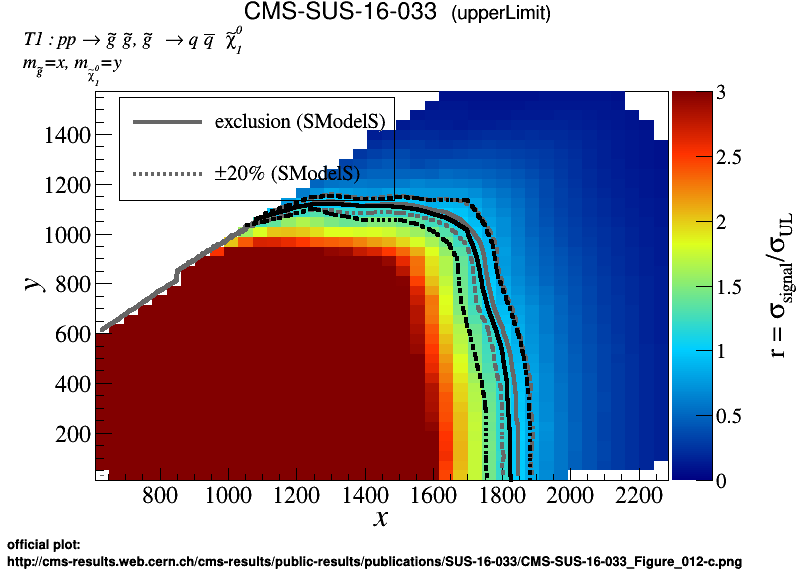 CMS-SUS-16-033 (upperLimit)
T1 : pp → g̃ g̃, g̃ → q q̅ χ̃₁⁰
m_g̃=x, m_χ̃₁⁰=y
exclusion (SModelS)
±20% (SModelS)
1400
1200
1000
800
600
400
200
y
800 1000 1200 1400 1600 1800 2000 2200
x
3
2.5
2
1.5
1
0.5
0
r = σ_signal/σ_UL
official plot:
http://cms-results.web.cern.ch/cms-results/public-results/publications/SUS-16-033/CMS-SUS-16-033_Figure_012-c.png